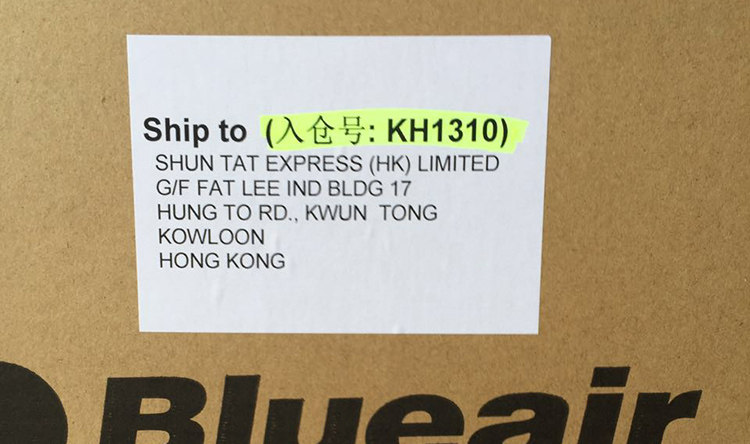 Ship to (入仓号: KH1310)
SHUN TAT EXPRESS (HK) LIMITED
G/F FAT LEE IND BLDG 17
HUNG TO RD., KWUN TONG
KOWLOON
HONG KONG
Blueair